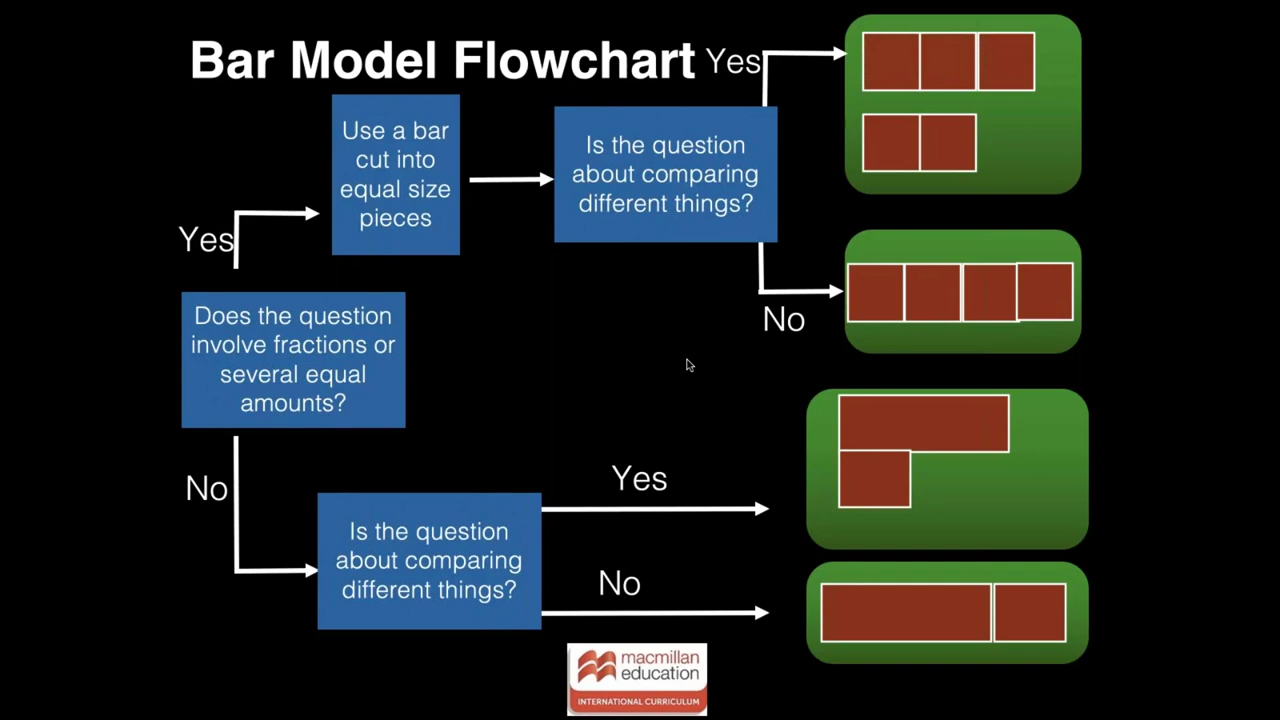 Bar Model Flowchart
Yes
Use a bar
cut into
equal size
pieces
Is the question
about comparing
different things?
Yes
No
Does the question
involve fractions or
several equal
amounts?
No
Yes
Is the question
about comparing
different things?
No
macmillan
education
INTERNATIONAL CURRICULUM